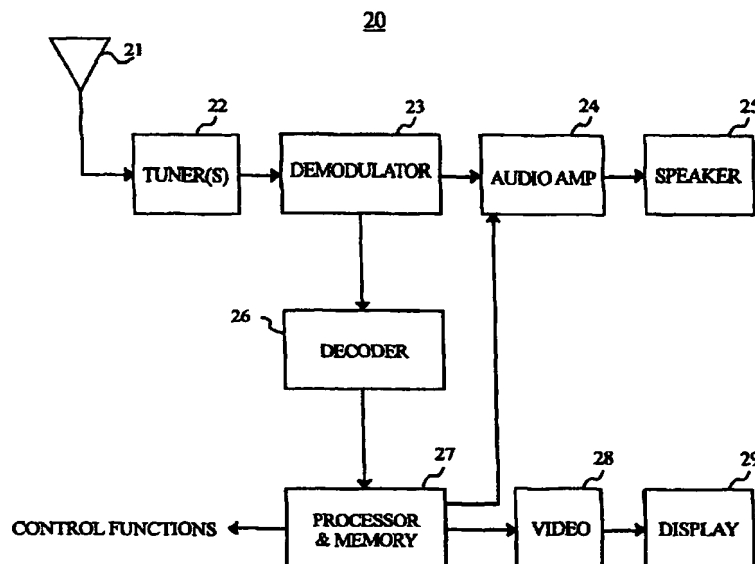 20
21
22
23
24
25
TUNER(S)
DEMODULATOR
AUDIO AMP
SPEAKER
26
DECODER
27
28
29
CONTROL FUNCTIONS
PROCESSOR
& MEMORY
VIDEO
DISPLAY